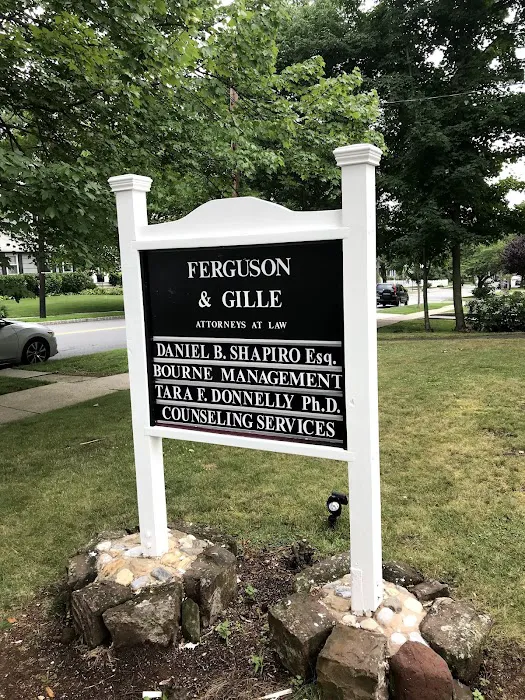 FERGUSON
& GILLE
ATTORNEYS AT LAW
DANIEL B. SHAPIRO Esq.
BOURNE MANAGEMENT
TARA F. DONNELLY Ph.D.
COUNSELING SERVICES